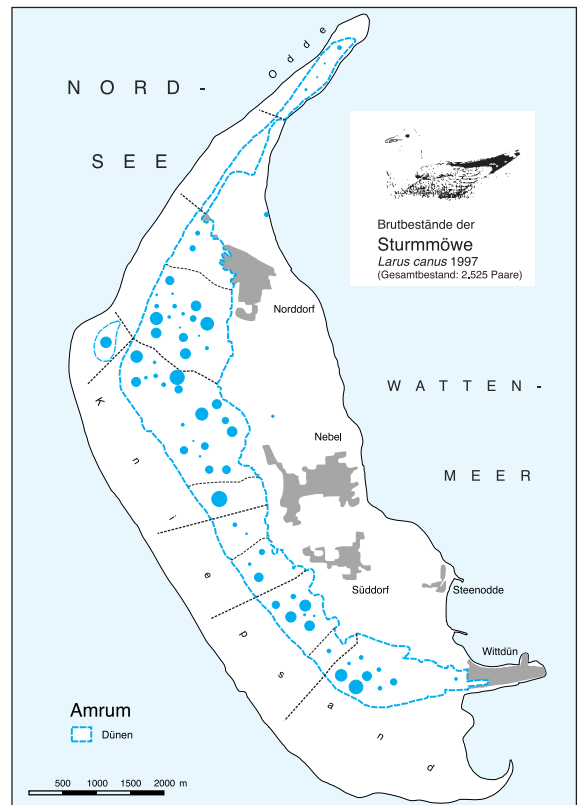 Odde
NORD-
SEE
Brutbestände der
Sturmmöwe
Larus canus 1997
(Gesamtbestand: 2.525 Paare)
Norddorf
WATTEN-
MEER
Nebel
Kniepsand
Süddorf
Steenodde
Wittdün
Amrum
Dünen
500 1000 1500 2000 m